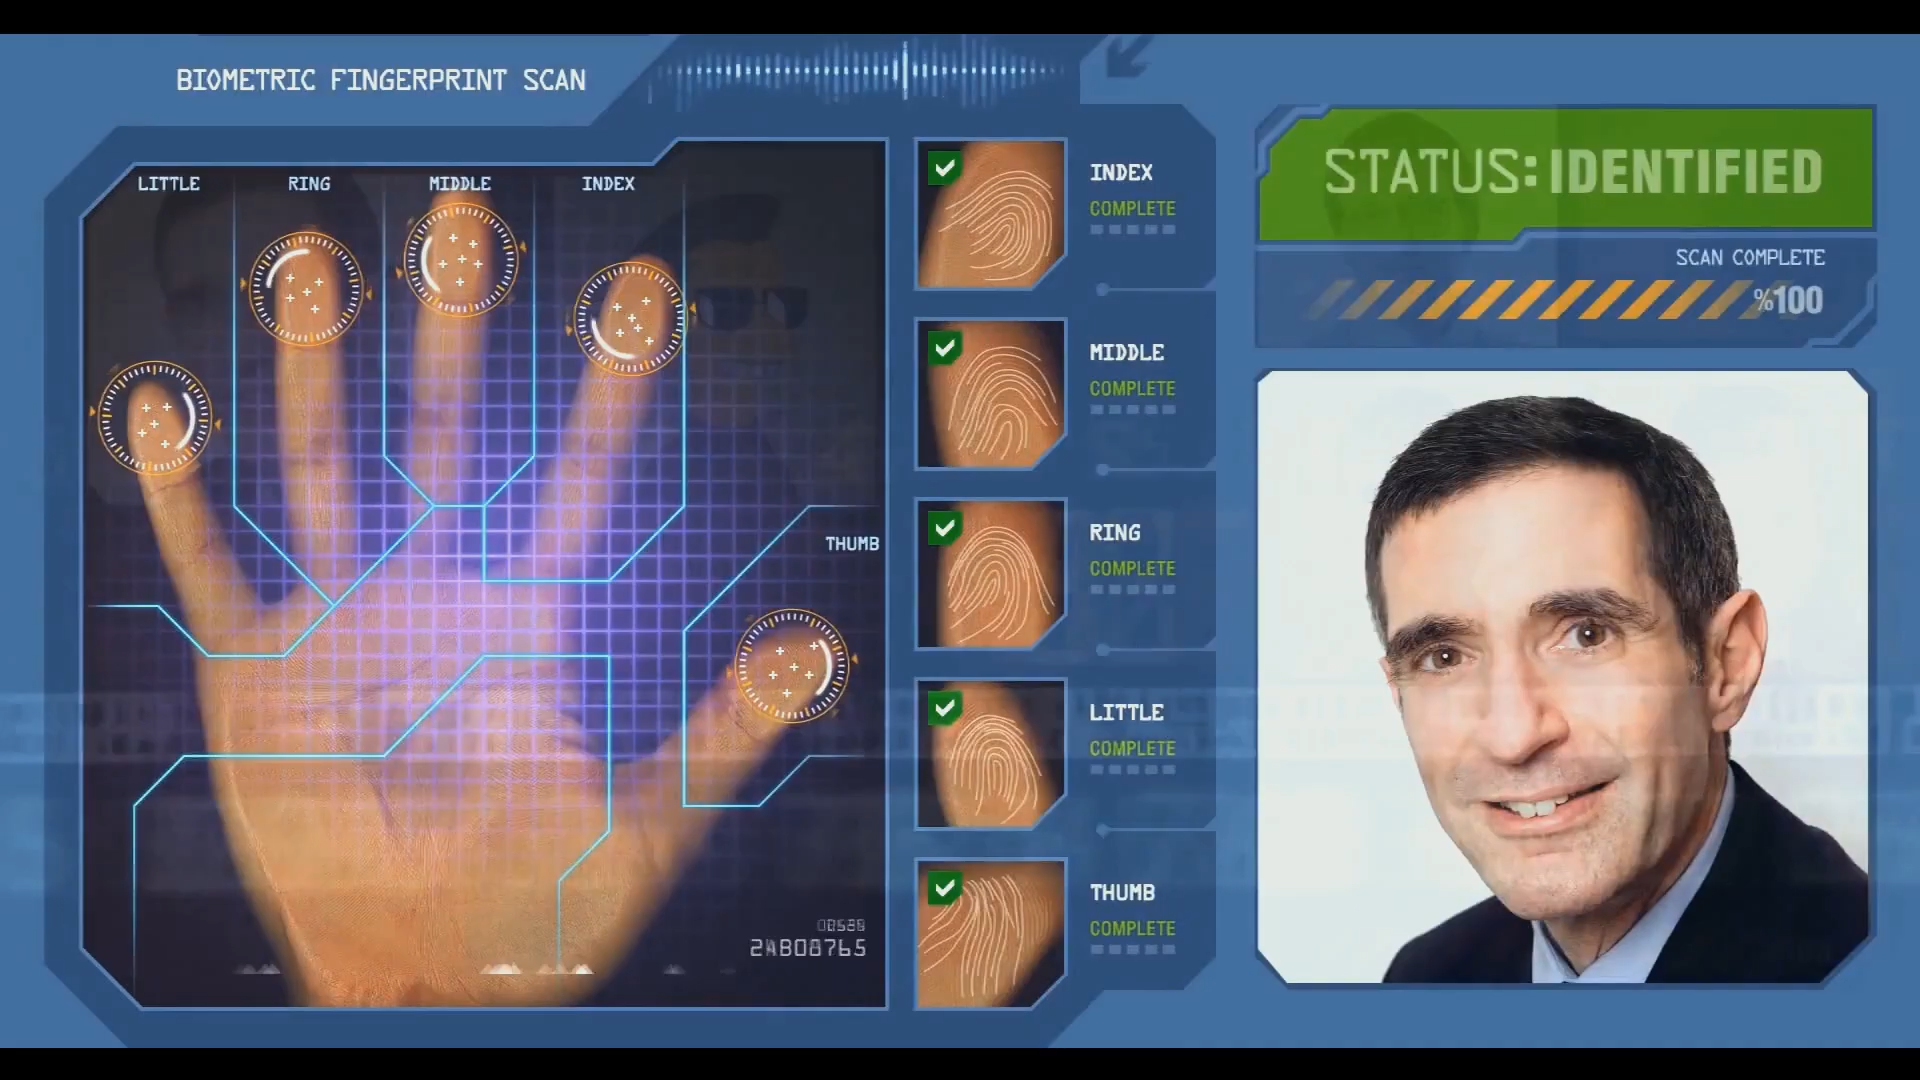 BIOMETRIC FINGERPRINT SCAN
LITTLE
RING
MIDDLE
INDEX
THUMB
2AB08765
INDEX
COMPLETE
MIDDLE
COMPLETE
RING
COMPLETE
LITTLE
COMPLETE
THUMB
COMPLETE
STATUS: IDENTIFIED
SCAN COMPLETE
%100